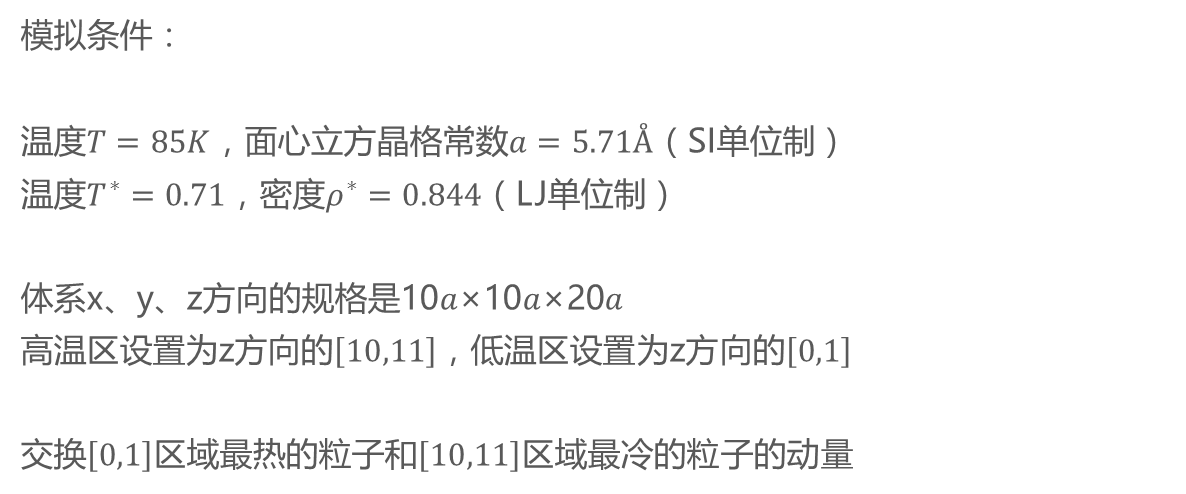 模拟条件：
温度T = 85K，面心立方晶格常数a = 5.71Å（SI单位制）
温度T* = 0.71，密度ρ* = 0.844（LJ单位制）
体系x、y、z方向的规格是10a×10a×20a
高温区设置为z方向的[10,11]，低温区设置为z方向的[0,1]
交换[0,1]区域最热的粒子和[10,11]区域最冷的粒子的动量